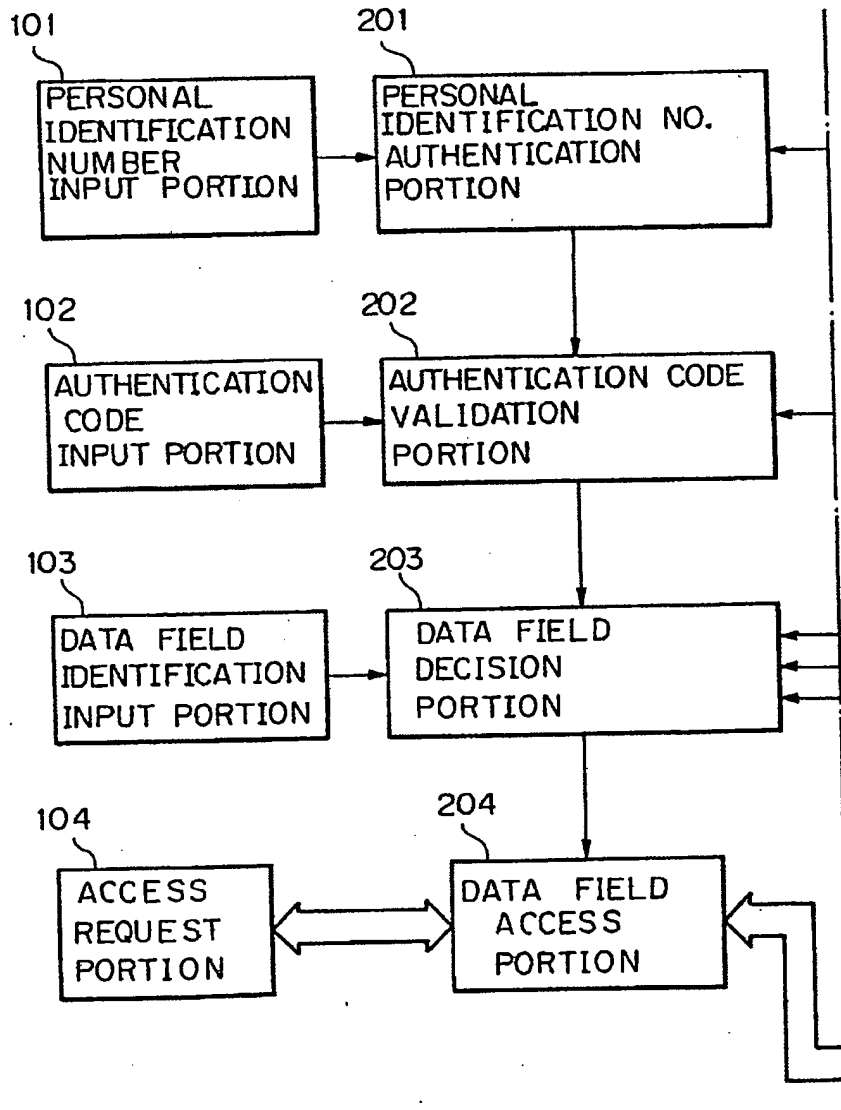 101
PERSONAL
IDENTIFICATION
NUMBER
INPUT PORTION
201
PERSONAL
IDENTIFICATION NO.
AUTHENTICATION
PORTION
102
AUTHENTICATION
CODE
INPUT PORTION
202
AUTHENTICATION CODE
VALIDATION
PORTION
103
DATA FIELD
IDENTIFICATION
INPUT PORTION
203
DATA FIELD
DECISION
PORTION
104
ACCESS
REQUEST
PORTION
204
DATA FIELD
ACCESS
PORTION